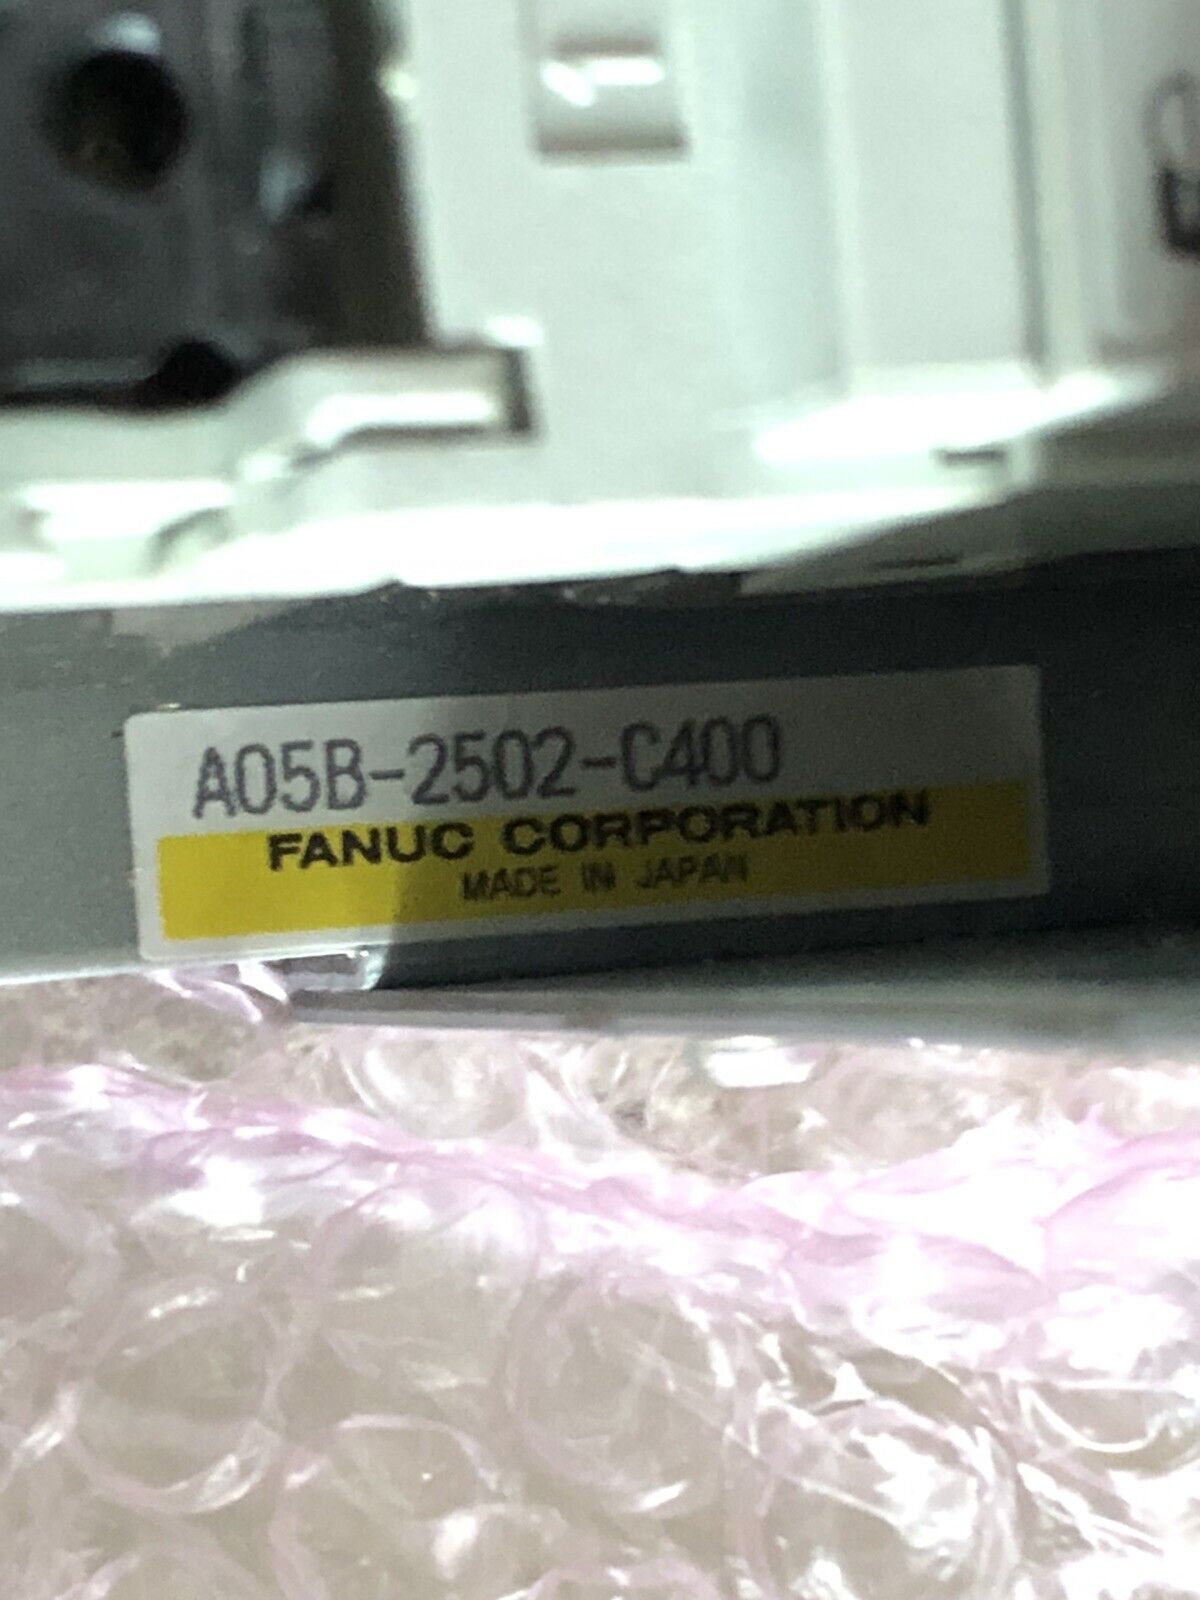 A05B-2502-C400
FANUC CORPORATION
MADE IN JAPAN